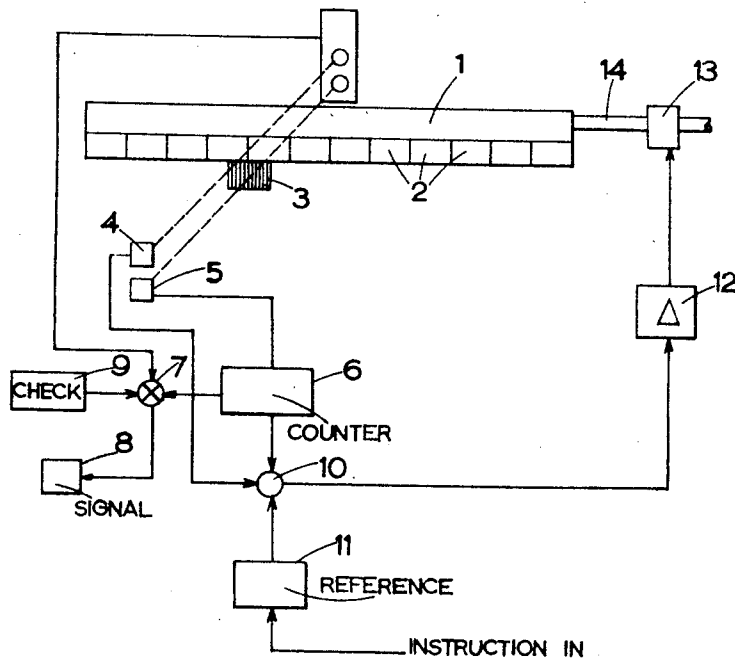 1
14
13
2
3
4
5
12
Δ
9
CHECK
7
6
COUNTER
8
SIGNAL
10
11
REFERENCE
INSTRUCTION IN